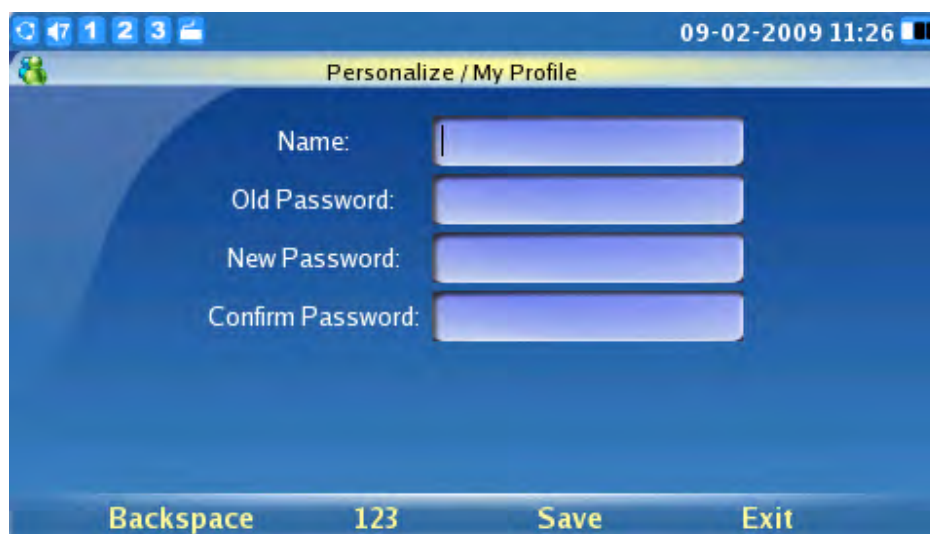 7 1 2 3 09-02-2009 11:26
Personalize / My Profile
Name:
Old Password:
New Password:
Confirm Password:
Backspace 123 Save Exit